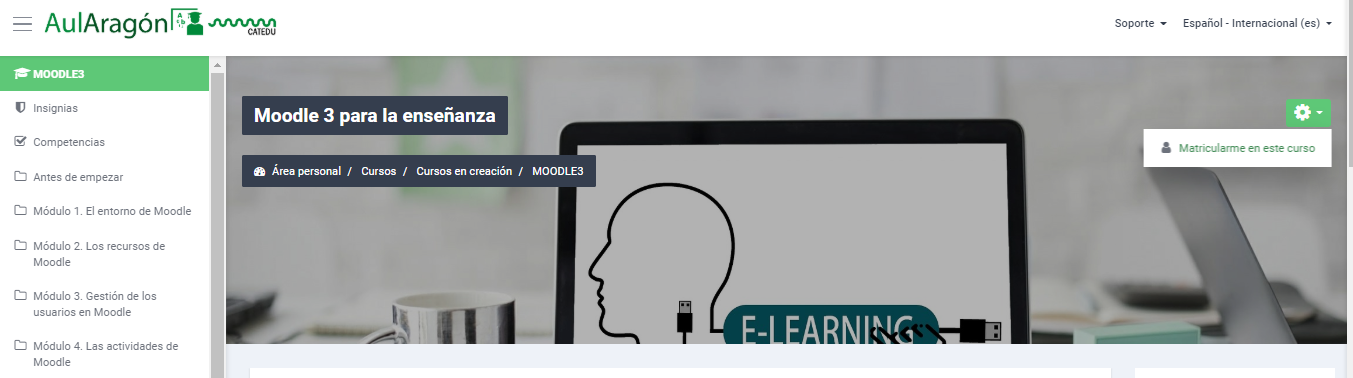 AulAragón
CATEDU
Soporte
Español - Internacional (es)
MOODLE3
Insignias
Competencias
Antes de empezar
Módulo 1. El entorno de Moodle
Módulo 2. Los recursos de
Moodle
Módulo 3. Gestión de los
usuarios en Moodle
Módulo 4. Las actividades de
Moodle
Moodle 3 para la enseñanza
Matricularme en este curso
Área personal / Cursos / Cursos en creación / MOODLE3
E-LEARNING